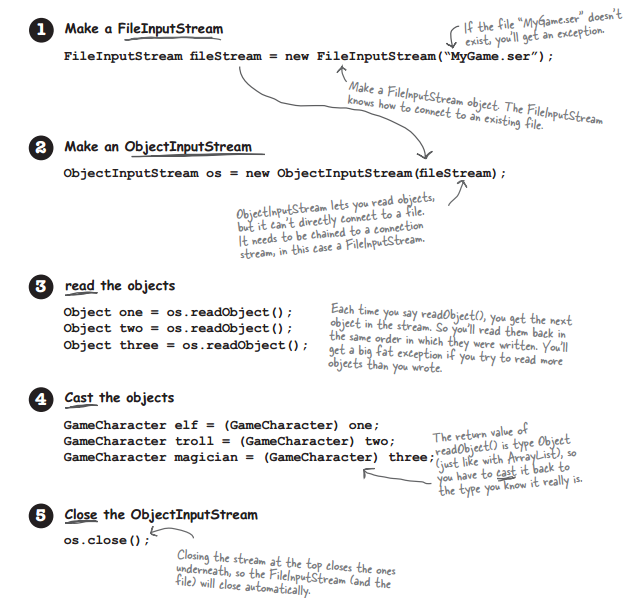 1 Make a FileInputStream
If the file “MyGame.ser” doesn't
exist, you'll get an exception.
FileInputStream fileStream = new FileInputStream(“MyGame.ser”);
Make a FileInputStream object. The FileInputStream
knows how to connect to an existing file.
2 Make an ObjectInputStream
ObjectInputStream os = new ObjectInputStream(fileStream);
ObjectInputStream lets you read objects,
but it can't directly connect to a file.
It needs to be chained to a connection
stream, in this case a FileInputStream.
3 read the objects
Object one = os.readObject();
Object two = os.readObject();
Object three = os.readObject();
Each time you say readObject(), you get the next
object in the stream. So you'll read them back in
the same order in which they were written. You'll
get a big fat exception if you try to read more
objects than you wrote.
4 Cast the objects
GameCharacter elf = (GameCharacter) one;
GameCharacter troll = (GameCharacter) two;
GameCharacter magician = (GameCharacter) three;
The return value of
readObject() is type Object
(just like with ArrayList), so
you have to cast it back to
the type you know it really is.
5 Close the ObjectInputStream
os.close();
Closing the stream at the top closes the ones
underneath, so the FileInputStream (and the
file) will close automatically.